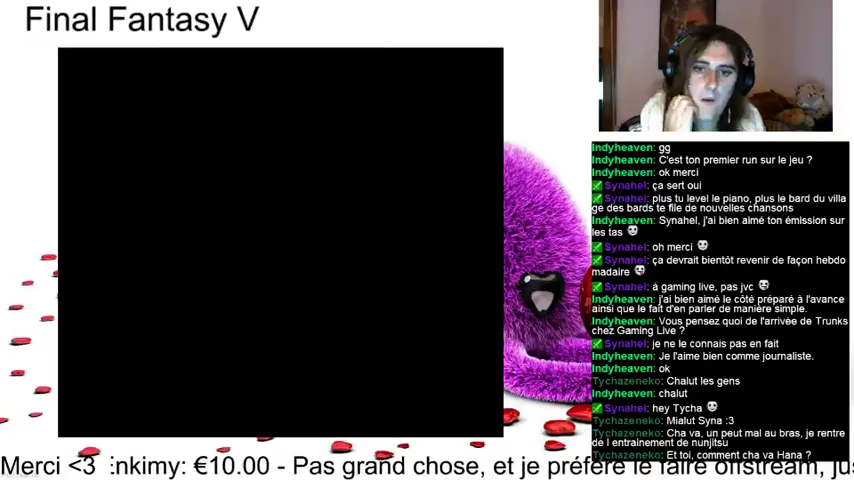 Final Fantasy V
Indyheaven: gg
Indyheaven: C'est ton premier run sur le jeu ?
Indyheaven: ok merci
Synahel: ça sert oui
Synahel: plus tu level le piano, plus le bard du villa
ge des bards te file de nouvelles chansons
Indyheaven: Synahel, j'ai bien aimé ton émission sur
les tas
Synahel: oh merci
Synahel: ça devrait bientôt revenir de façon hebdo
madaire
Synahel: à gaming live, pas jvc
Indyheaven: j'ai bien aimé le côté préparé à l'avance
ainsi que le fait d'en parler de manière simple.
Indyheaven: Vous pensez quoi de l'arrivée de Trunks
chez Gaming Live ?
Synahel: je ne le connais pas en fait
Indyheaven: Je l'aime bien comme journaliste.
Indyheaven: ok
Tychazeneko: Chalut les gens
Indyheaven: chalut
Synahel: hey Tycha
Tychazeneko: Mialut Syna :3
Tychazeneko: Cha va, un peut mal au bras, je rentre
de l entrainement de nunjitsu
Tychazeneko: Et toi, comment cha va Hana ?
Merci <3 Enkimy: €10.00 - Pas grand chose, et je préfère le faire offstream, jus